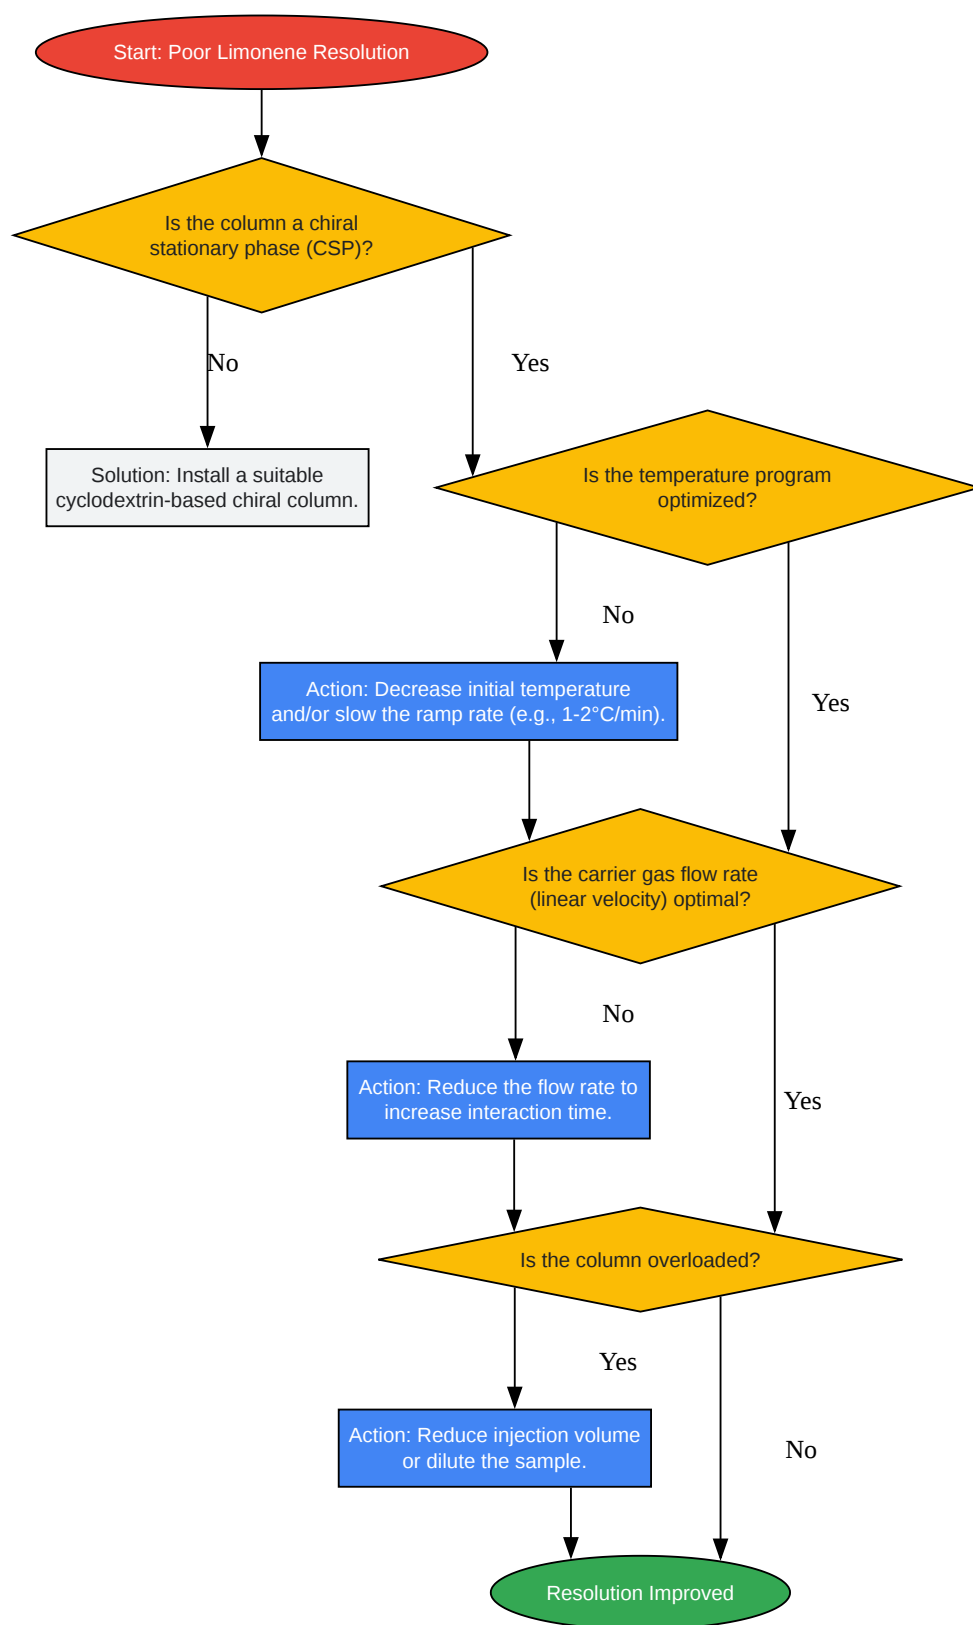 Start: Poor Limonene Resolution
Is the column a chiral
stationary phase (CSP)?
No
Yes
Solution: Install a suitable
cyclodextrin-based chiral column.
Is the temperature program
optimized?
No
Yes
Action: Decrease initial temperature
and/or slow the ramp rate (e.g., 1-2°C/min).
Is the carrier gas flow rate
(linear velocity) optimal?
No
Yes
Action: Reduce the flow rate to
increase interaction time.
Is the column overloaded?
Yes
No
Action: Reduce injection volume
or dilute the sample.
Resolution Improved